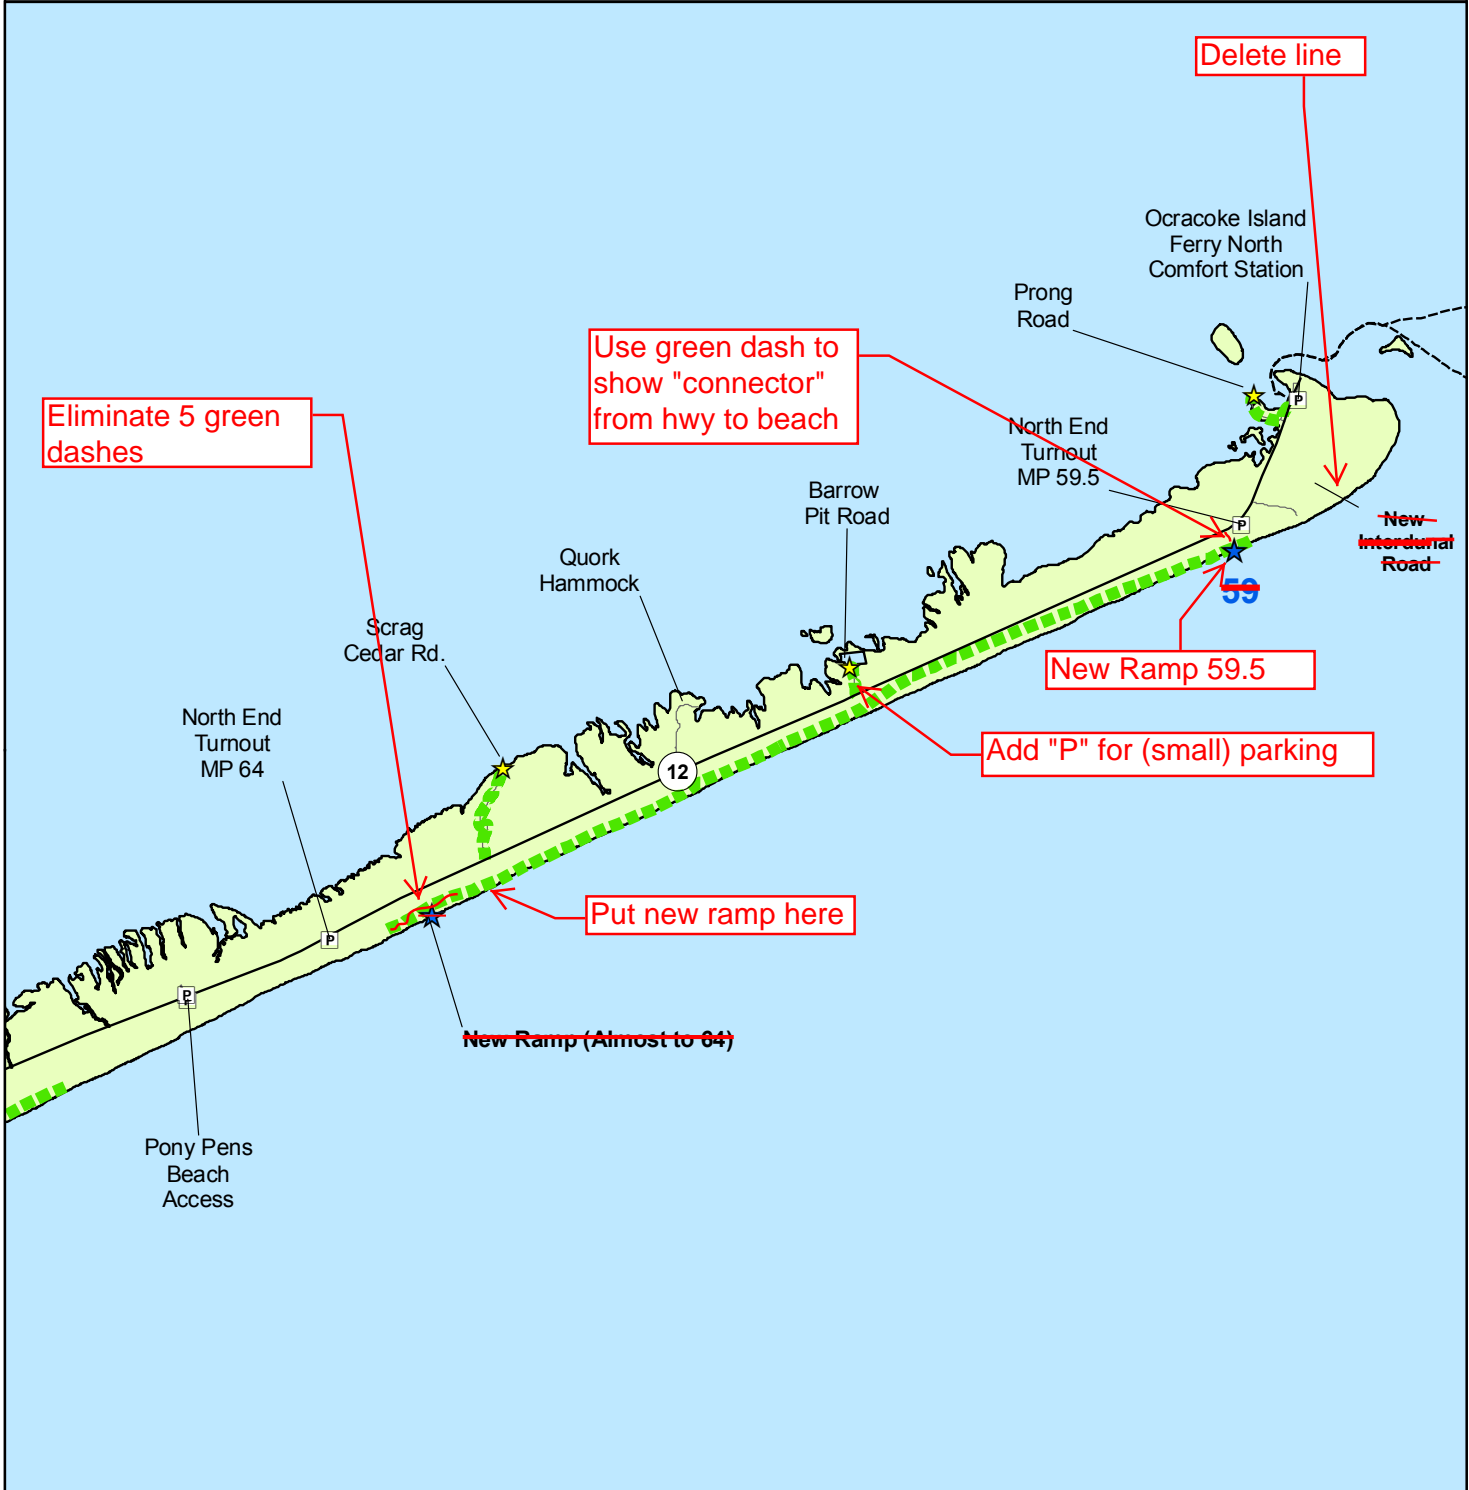 Delete line
Ocracoke Island
Ferry North
Comfort Station
Prong
Road
Use green dash to
show "connector"
from hwy to beach
P
Eliminate 5 green
dashes
North End
Turnout
MP 59.5
Barrow
Pit Road
P
New
Interdunal
Road
Quork
Hammock
59
Scrag
Cedar Rd.
New Ramp 59.5
North End
Turnout
MP 64
Add "P" for (small) parking
12
Put new ramp here
P
P
New Ramp (Almost to 64)
Pony Pens
Beach
Access